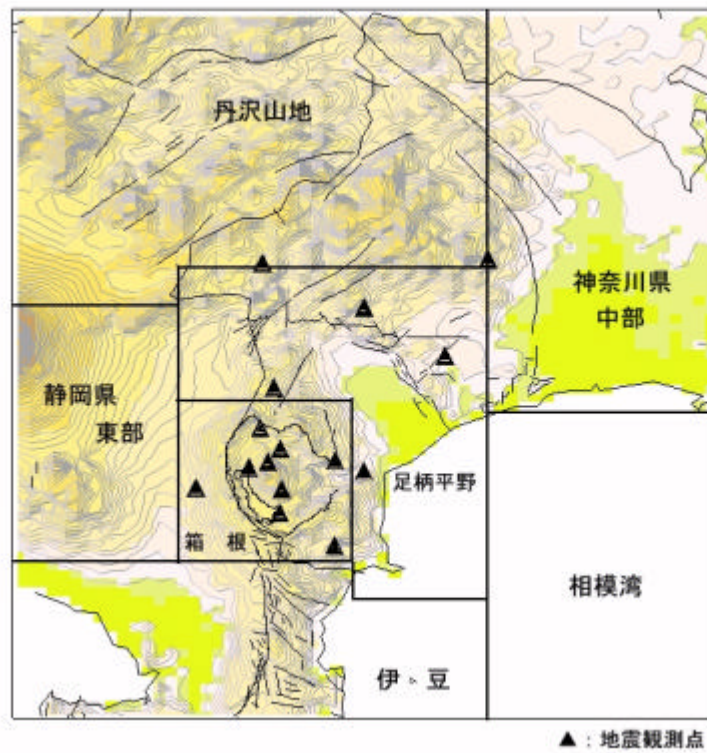 丹沢山地
神奈川県
中部
静岡県
東部
足柄平野
箱 根
相模湾
伊 豆
▲ : 地震観測点